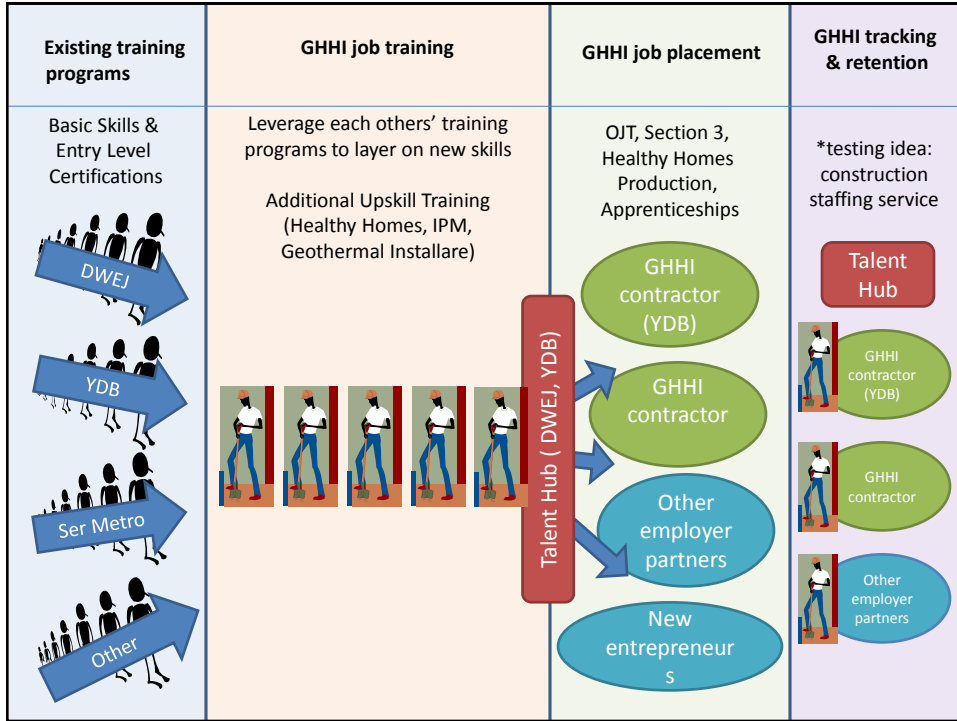 Existing training
programs
Basic Skills &
Entry Level
Certifications
DWEJ
YDB
Ser Metro
Other
GHHI job training
Leverage each others’ training
programs to layer on new skills
Additional Upskill Training
(Healthy Homes, IPM,
Geothermal Installare)
Talent Hub ( DWEJ, YDB)
GHHI job placement
OJT, Section 3,
Healthy Homes
Production,
Apprenticeships
GHHI
contractor
(YDB)
GHHI
contractor
Other
employer
partners
New
entrepreneur
s
GHHI tracking
& retention
*testing idea:
construction
staffing service
Talent
Hub
GHHI
contractor
(YDB)
GHHI
contractor
Other
employer
partners